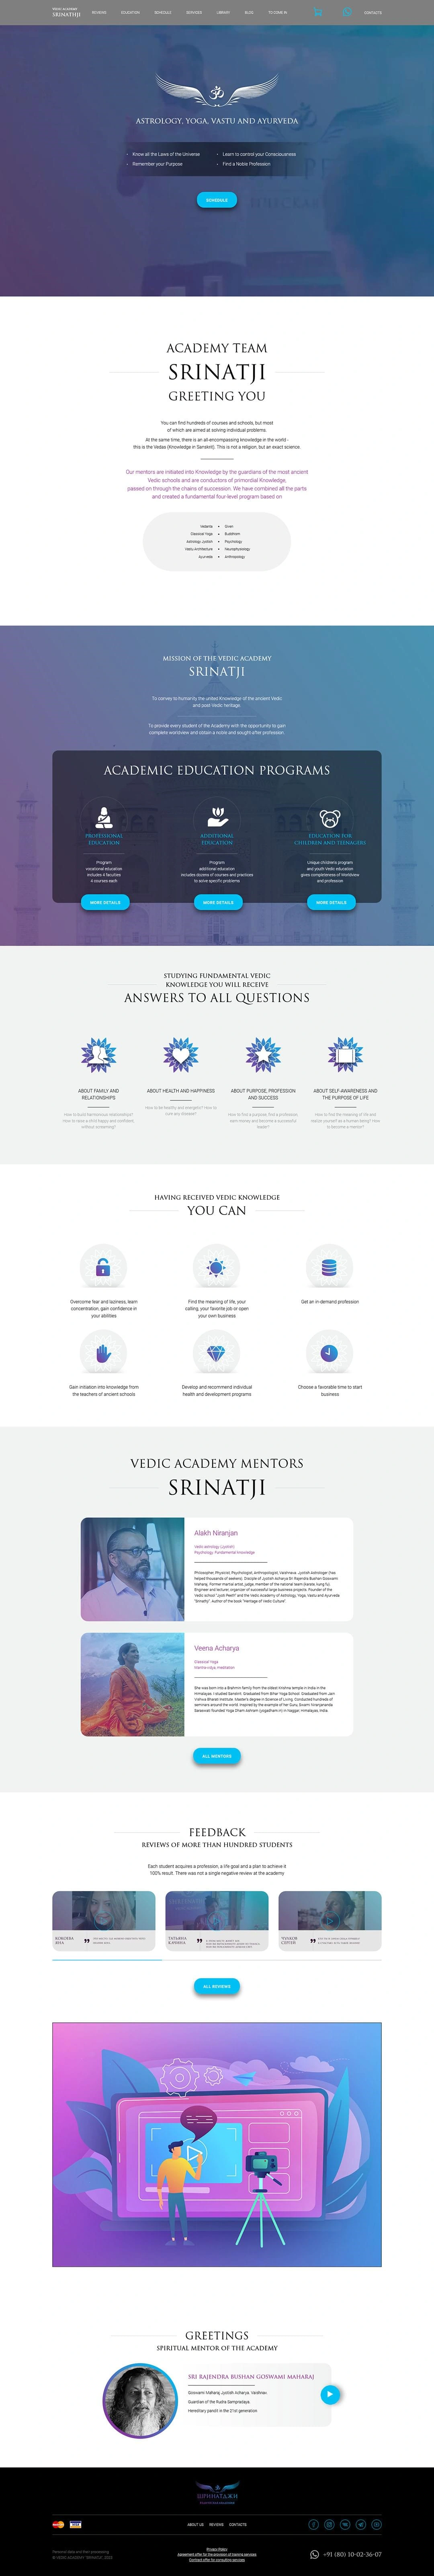 VEDIC ACADEMY
SRINATHJI
REVIEWS
EDUCATION
SCHEDULE
SERVICES
LIBRARY
BLOG
TO COME IN
CONTACTS
ASTROLOGY, YOGA, VASTU AND AYURVEDA
Know all the Laws of the Universe
Learn to control your Consciousness
Remember your Purpose
Find a Noble Profession
SCHEDULE
ACADEMY TEAM
SRINATJI
GREETING YOU
You can find hundreds of courses and schools, but most
of which are aimed at solving individual problems.
At the same time, there is an all-encompassing knowledge in the world -
this is the Vedas (Knowledge in Sanskrit). This is not a religion, but an exact science.
Our mentors are initiated into Knowledge by the guardians of the most ancient
Vedic schools and are conductors of primordial Knowledge,
passed on through the chains of succession. We have combined all the parts
and created a fundamental four-level program based on
Vedanta
Classical Yoga
Astrology-Jyotish
Vastu-Architecture
Ayurveda
Given
Buddhism
Psychology
Neurophysiology
Anthropology
MISSION OF THE VEDIC ACADEMY
SRINATJI
To convey to humanity the united Knowledge of the ancient Vedic
and post-Vedic heritage.
To provide every student of the Academy with the opportunity to gain
complete worldview and obtain a noble and sought-after profession
ACADEMIC EDUCATION PROGRAMS
PROFESSIONAL
EDUCATION
Program
vocational education
includes 4 faculties
4 courses each
MORE DETAILS
ADDITIONAL
EDUCATION
Program
additional education
Includes dozens of courses and practices
to solve specific problems
MORE DETAILS
EDUCATION FOR
CHILDREN AND TEENAGERS
Unique children's program
and youth Vedic education
gives completeness of Worldview
and profession
MORE DETAILS
STUDYING FUNDAMENTAL VEDIC
KNOWLEDGE YOU WILL RECEIVE
ANSWERS TO ALL QUESTIONS
ABOUT FAMILY AND
RELATIONSHIPS
How to build harmonious relationships?
How to raise a child happy and confident,
without screaming?
ABOUT HEALTH AND HAPPINESS
How to be healthy and energetic? How to
cure any disease?
ABOUT PURPOSE, PROFESSION
AND SUCCESS
How to find a purpose, find a profession,
earn money and become a successful
leader?
ABOUT SELF-AWARENESS AND
THE PURPOSE OF LIFE
How to find the meaning of life and
realize yourself as a human being? How
to become a mentor?
HAVING RECEIVED VEDIC KNOWLEDGE
YOU CAN
Overcome fear and laziness, learn
concentration, gain confidence in
your abilities
Find the meaning of life, your
calling, your favorite job or open
your own business
Get an in-demand profession
Gain initiation into knowledge from
the teachers of ancient schools
Develop and recommend individual
health and development programs
Choose a favorable time to start
business
VEDIC ACADEMY MENTORS
SRINATJI
Alakh Niranjan
Vedic astrology (Jyotish)
Psychology. Fundamental knowledge
Veena Acharya
Classical Yoga
Mantra-vidya, meditation
ALL MENTORS
FEEDBACK
REVIEWS OF MORE THAN HUNDRED STUDENTS
Each student acquires a profession, a life goal and a plan to achieve it
100% result. There was not a single negative review at the academy
ALL REVIEWS
GREETINGS
SPIRITUAL MENTOR OF THE ACADEMY
SRI RAJENDRA BUSHAN GOSWAMI MAHARAJ
Goswami Maharaj, Jyotish Acharya. Vaishnav.
Guardian of the Rudra Sampradaya.
Hereditary pandit in the 21st generation
ШРИНАТДЖИ
ABOUT US
REVIEWS
CONTACTS
Personal data and their processing
Privacy Policy
Agreement-offer for the provision of training services
Contract offer for consulting services
+91 (80) 10-02-36-07